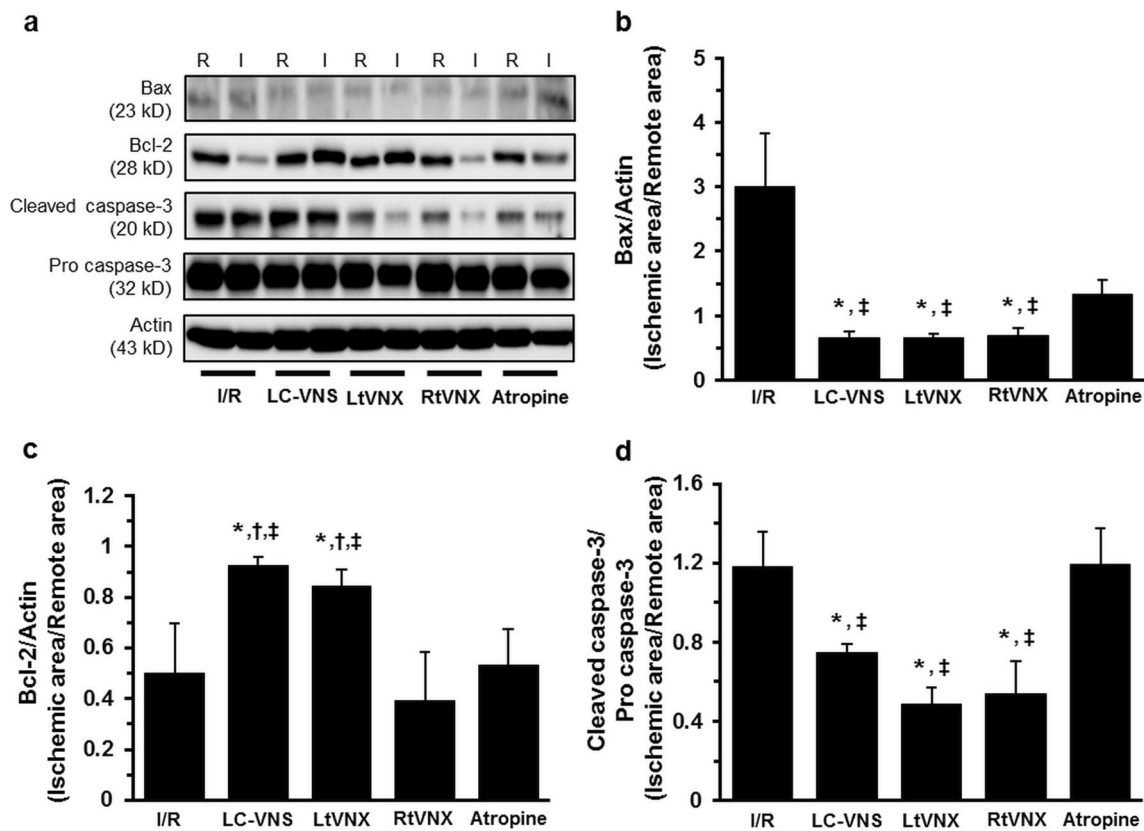 a
R I R I R I R I R I
Bax
(23 kD)
Bcl-2
(28 kD)
Cleaved caspase-3
(20 kD)
Pro caspase-3
(32 kD)
Actin
(43 kD)
I/R LC-VNS LtVNX RtVNX Atropine
b
Bax/Actin
(Ischemic area/Remote area)
5
4
3
2
1
0
*,‡ *,‡ *,‡
I/R LC-VNS LtVNX RtVNX Atropine
c
Bcl-2/Actin
(Ischemic area/Remote area)
1.2
1
0.8
0.6
0.4
0.2
0
*,†,‡ *,†,‡
I/R LC-VNS LtVNX RtVNX Atropine
d
Cleaved caspase-3/
Pro caspase-3
(Ischemic area/Remote area)
1.6
1.2
0.8
0.4
0
*,‡ *,‡ *,‡
I/R LC-VNS LtVNX RtVNX Atropine